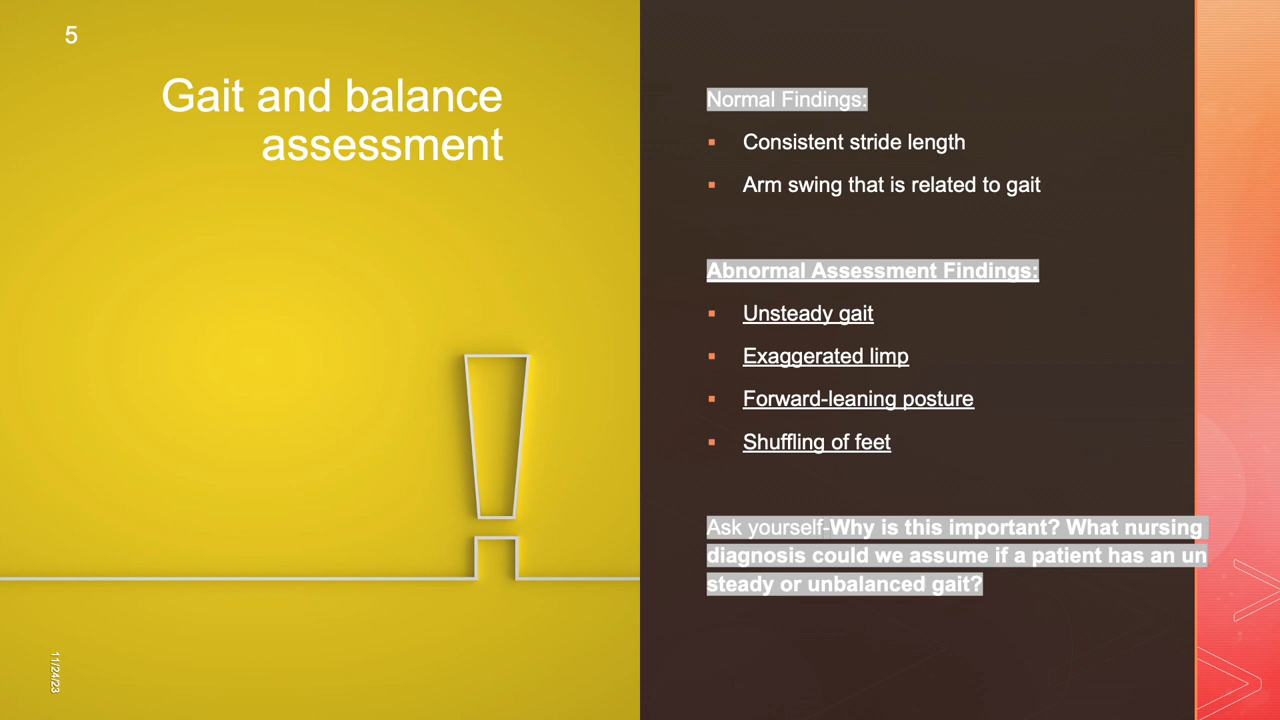 5
Gait and balance
assessment
Normal Findings:
▪ Consistent stride length
▪ Arm swing that is related to gait
Abnormal Assessment Findings:
▪ Unsteady gait
▪ Exaggerated limp
▪ Forward-leaning posture
▪ Shuffling of feet
Ask yourself-Why is this important? What nursing
diagnosis could we assume if a patient has an un
steady or unbalanced gait?
11/24/23